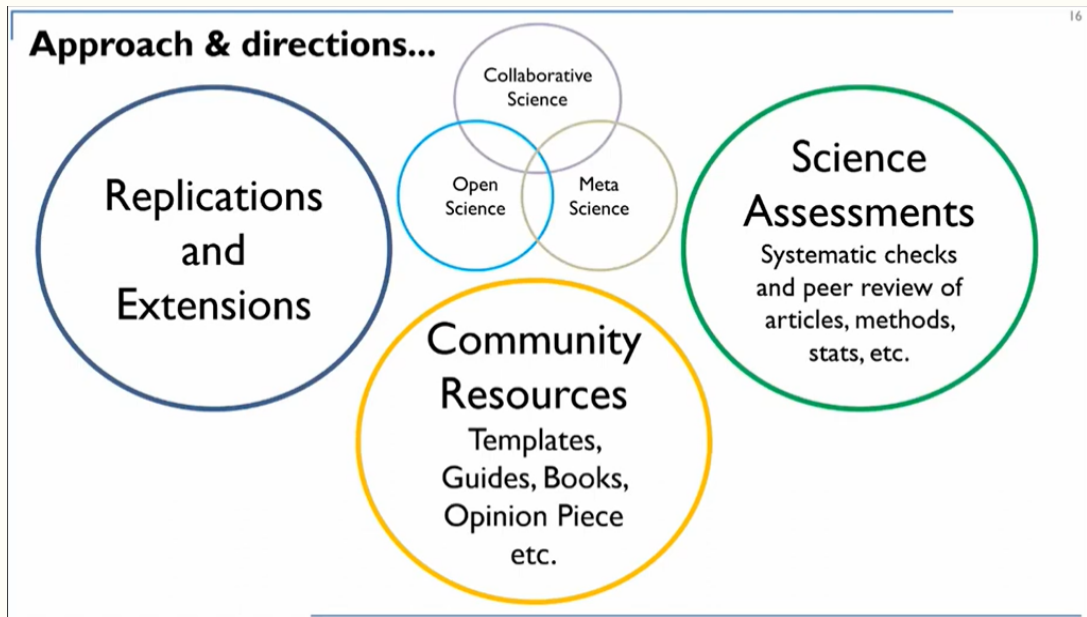 16
Approach & directions...
Collaborative
Science
Open
Science
Meta
Science
Replications
and
Extensions
Science
Assessments
Systematic checks
and peer review of
articles, methods,
stats, etc.
Community
Resources
Templates,
Guides, Books,
Opinion Piece
etc.